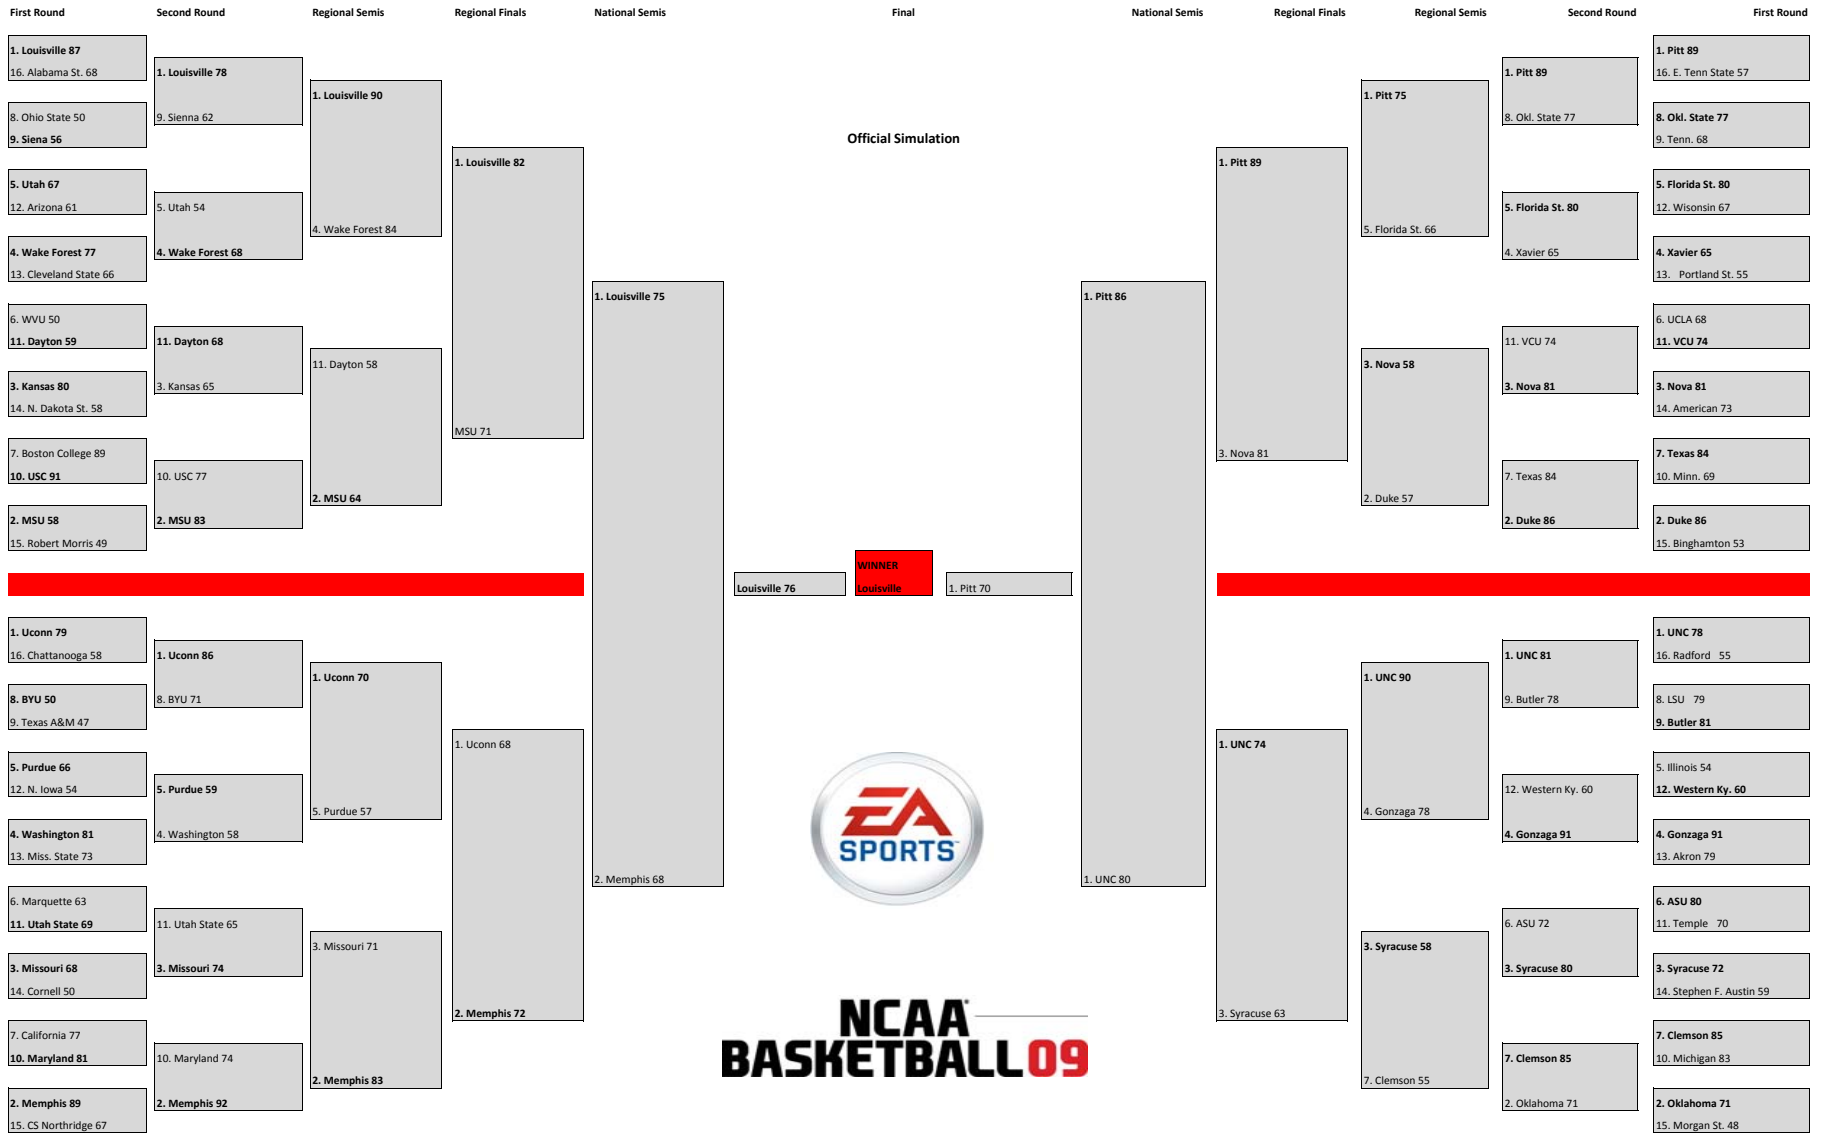 First Round
Second Round
Regional Semis
Regional Finals
National Semis
Final
National Semis
Regional Finals
Regional Semis
Second Round
First Round
1. Louisville 87
16. Alabama St. 68
8. Ohio State 50
9. Siena 56
5. Utah 67
12. Arizona 61
4. Wake Forest 77
13. Cleveland State 66
6. WVU 50
11. Dayton 59
3. Kansas 80
14. N. Dakota St. 58
7. Boston College 89
10. USC 91
2. MSU 58
15. Robert Morris 49
1. Louisville 78
9. Sienna 62
5. Utah 54
4. Wake Forest 68
11. Dayton 68
3. Kansas 65
10. USC 77
2. MSU 83
1. Louisville 90
4. Wake Forest 84
11. Dayton 58
2. MSU 64
1. Louisville 82
MSU 71
1. Uconn 79
16. Chattanooga 58
8. BYU 50
9. Texas A&M 47
5. Purdue 66
12. N. Iowa 54
4. Washington 81
13. Miss. State 73
6. Marquette 63
11. Utah State 69
3. Missouri 68
14. Cornell 50
7. California 77
10. Maryland 81
2. Memphis 89
15. CS Northridge 67
1. Uconn 86
8. BYU 71
5. Purdue 59
4. Washington 58
11. Utah State 65
3. Missouri 74
10. Maryland 74
2. Memphis 92
1. Uconn 70
5. Purdue 57
3. Missouri 71
2. Memphis 83
1. Uconn 68
2. Memphis 72
1. Louisville 75
2. Memphis 68
Official Simulation
Louisville 76
WINNER
Louisville
1. Pitt 70
EA
SPORTS™
NCAA®
BASKETBALL 09
1. Pitt 86
1. UNC 80
1. Pitt 89
3. Nova 81
1. Pitt 75
5. Florida St. 66
3. Nova 58
2. Duke 57
1. Pitt 89
8. Okl. State 77
5. Florida St. 80
4. Xavier 65
11. VCU 74
3. Nova 81
7. Texas 84
2. Duke 86
1. Pitt 89
16. E. Tenn State 57
8. Okl. State 77
9. Tenn. 68
5. Florida St. 80
12. Wisonsin 67
4. Xavier 65
13. Portland St. 55
6. UCLA 68
11. VCU 74
3. Nova 81
14. American 73
7. Texas 84
10. Minn. 69
2. Duke 86
15. Binghamton 53
1. UNC 74
3. Syracuse 63
1. UNC 90
4. Gonzaga 78
3. Syracuse 58
7. Clemson 55
1. UNC 81
9. Butler 78
12. Western Ky. 60
4. Gonzaga 91
6. ASU 72
3. Syracuse 80
7. Clemson 85
2. Oklahoma 71
1. UNC 78
16. Radford 55
8. LSU 79
9. Butler 81
5. Illinois 54
12. Western Ky. 60
4. Gonzaga 91
13. Akron 79
6. ASU 80
11. Temple 70
3. Syracuse 72
14. Stephen F. Austin 59
7. Clemson 85
10. Michigan 83
2. Oklahoma 71
15. Morgan St. 48